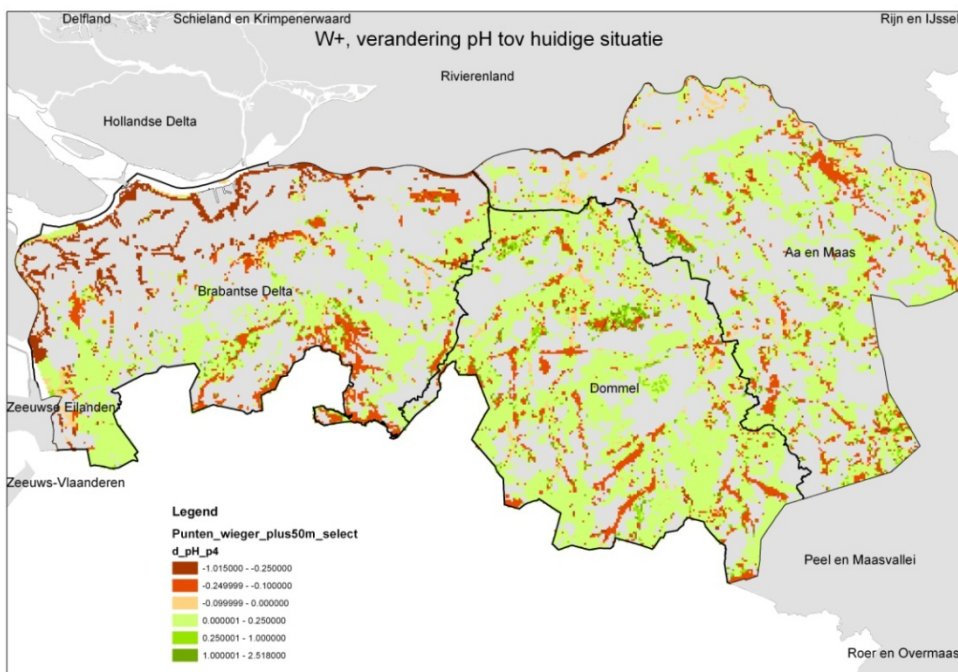 Delfland
Schieland en Krimpenerwaard
Rijn en IJssel
W+, verandering pH tov huidige situatie
Rivierenland
Hollandse Delta
Aa en Maas
Brabantse Delta
Dommel
Zeeuwse Eilanden
Zeeuws-Vlaanderen
Legend
Punten_wieger_plus50m_select
d_pH_p4
-1.015000 - -0.250000
-0.249999 - -0.100000
-0.099999 - 0.000000
0.000001 - 0.250000
0.250001 - 1.000000
1.000001 - 2.518000
Peel en Maasvallei
Roer en Overmaas